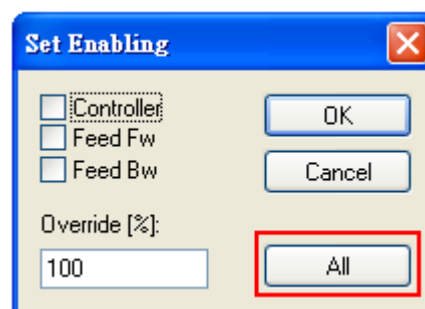 Set Enabling
Controller
Feed Fw
Feed Bw
OK
Cancel
Override [%]:
100
All